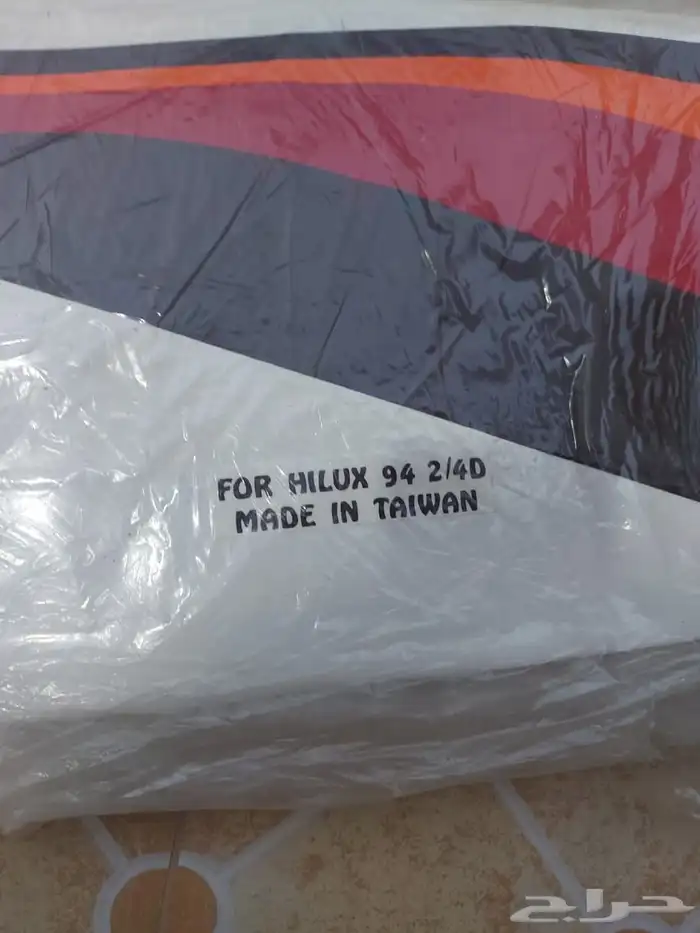 FOR HILUX 94 2/4D
MADE IN TAIWAN
حراج